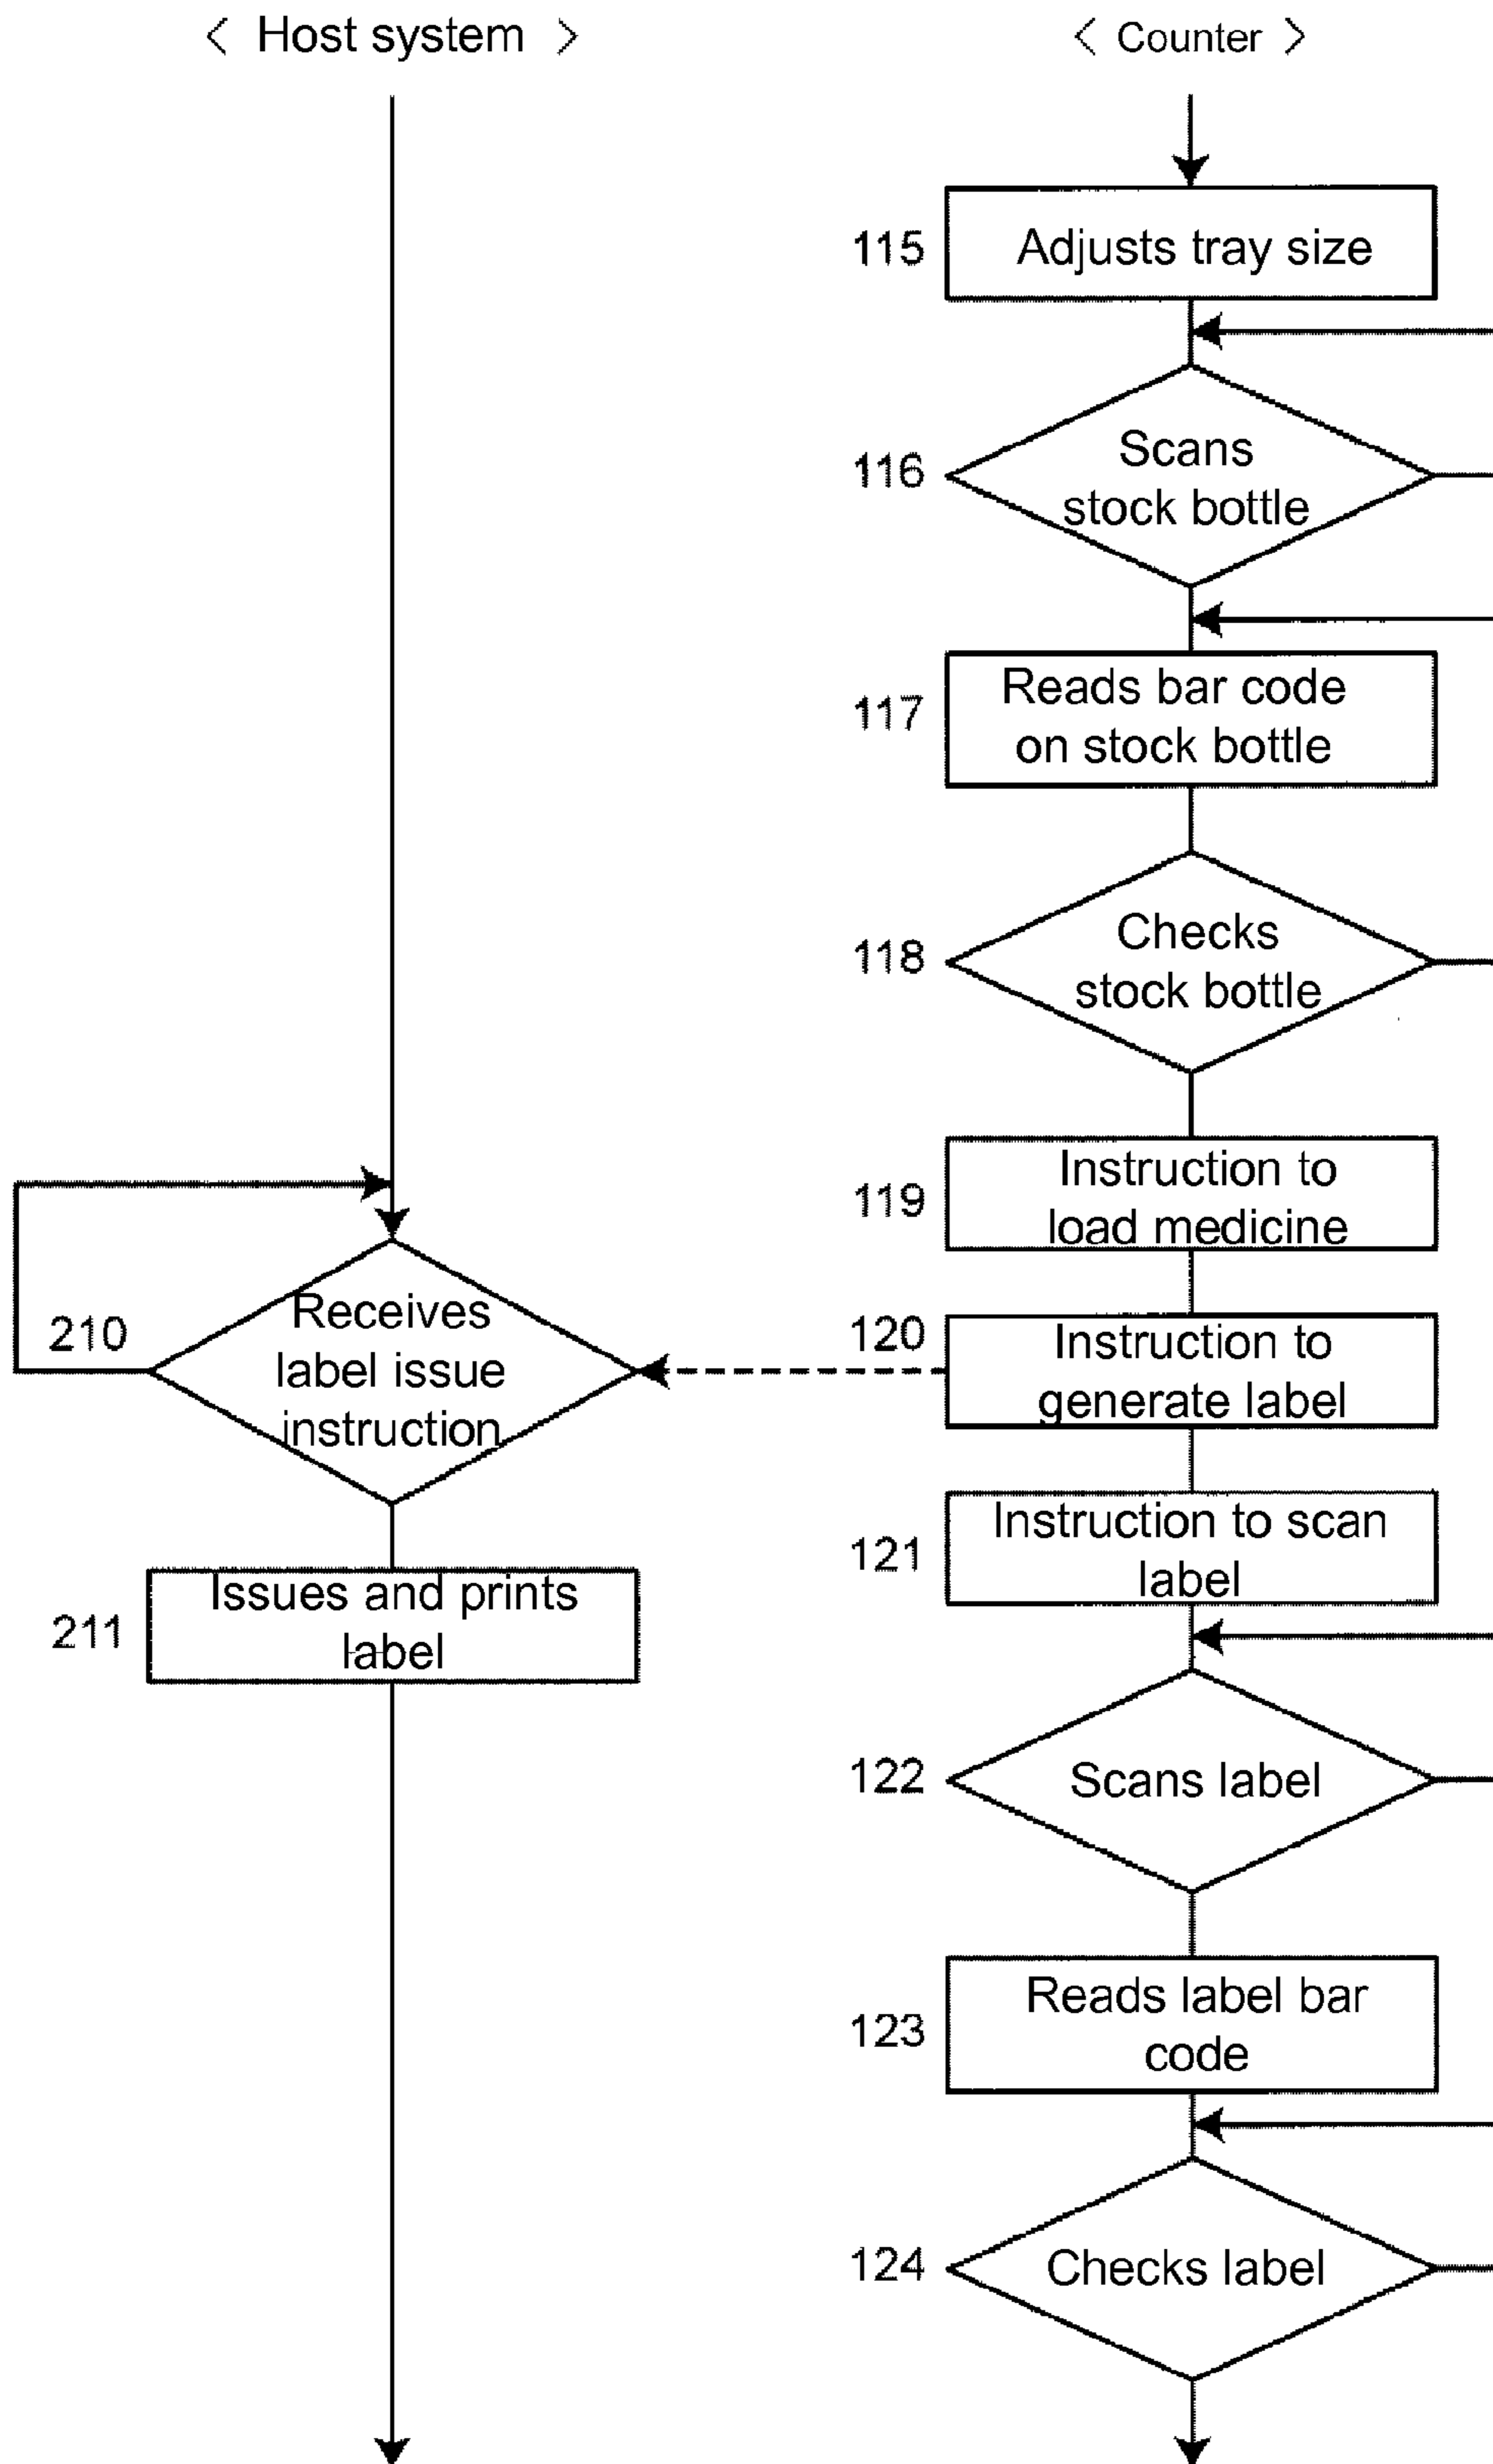 < Host system >
< Counter >
115
Adjusts tray size
116
Scans
stock bottle
117
Reads bar code
on stock bottle
118
Checks
stock bottle
119
Instruction to
load medicine
210
Receives
label issue
instruction
120
Instruction to
generate label
121
Instruction to scan
label
211
Issues and prints
label
122
Scans label
123
Reads label bar
code
124
Checks label